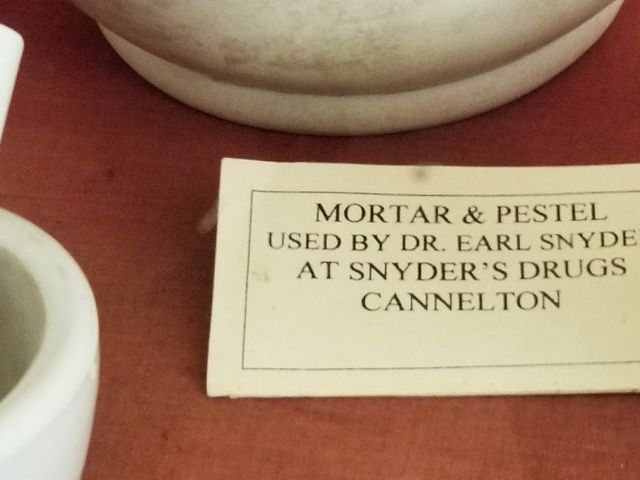 MORTAR & PESTEL
USED BY DR. EARL SNYDE
AT SNYDER'S DRUGS
CANNELTON